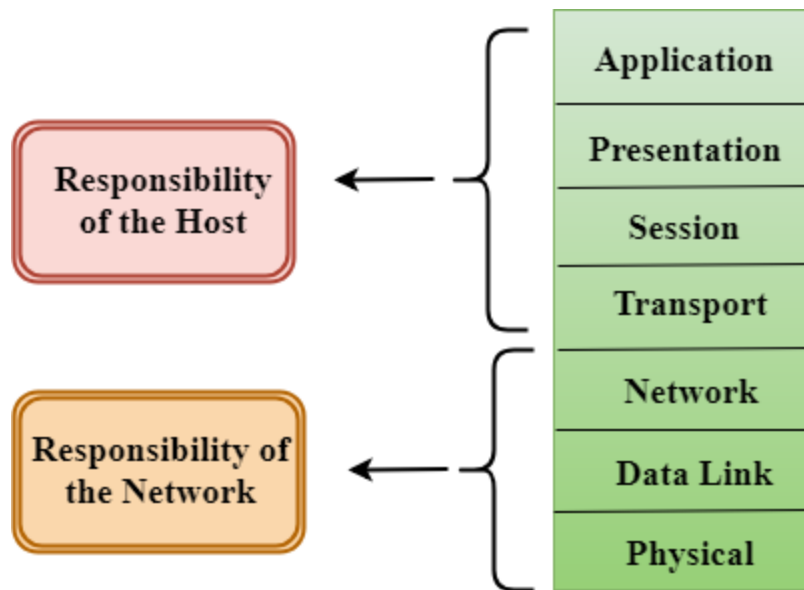 Responsibility
of the Host
Responsibility of
the Network
Application
Presentation
Session
Transport
Network
Data Link
Physical